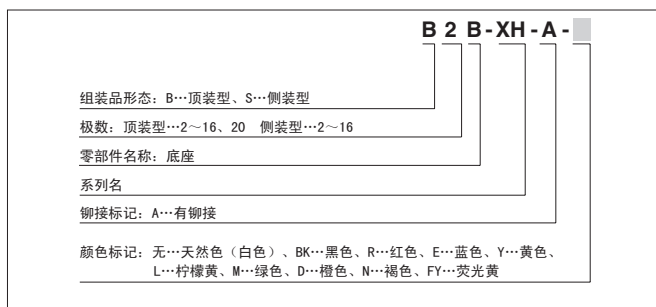 B 2 B - XH - A -
组装品形态：B…顶装型、S…侧装型
极数：顶装型…2～16、20　侧装型…2～16
零部件名称：底座
系列名
铆接标记：A…有铆接
颜色标记：无…天然色（白色）、BK…黑色、R…红色、E…蓝色、Y…黄色、
L…柠檬黄、M…绿色、D…橙色、N…褐色、FY…荧光黄